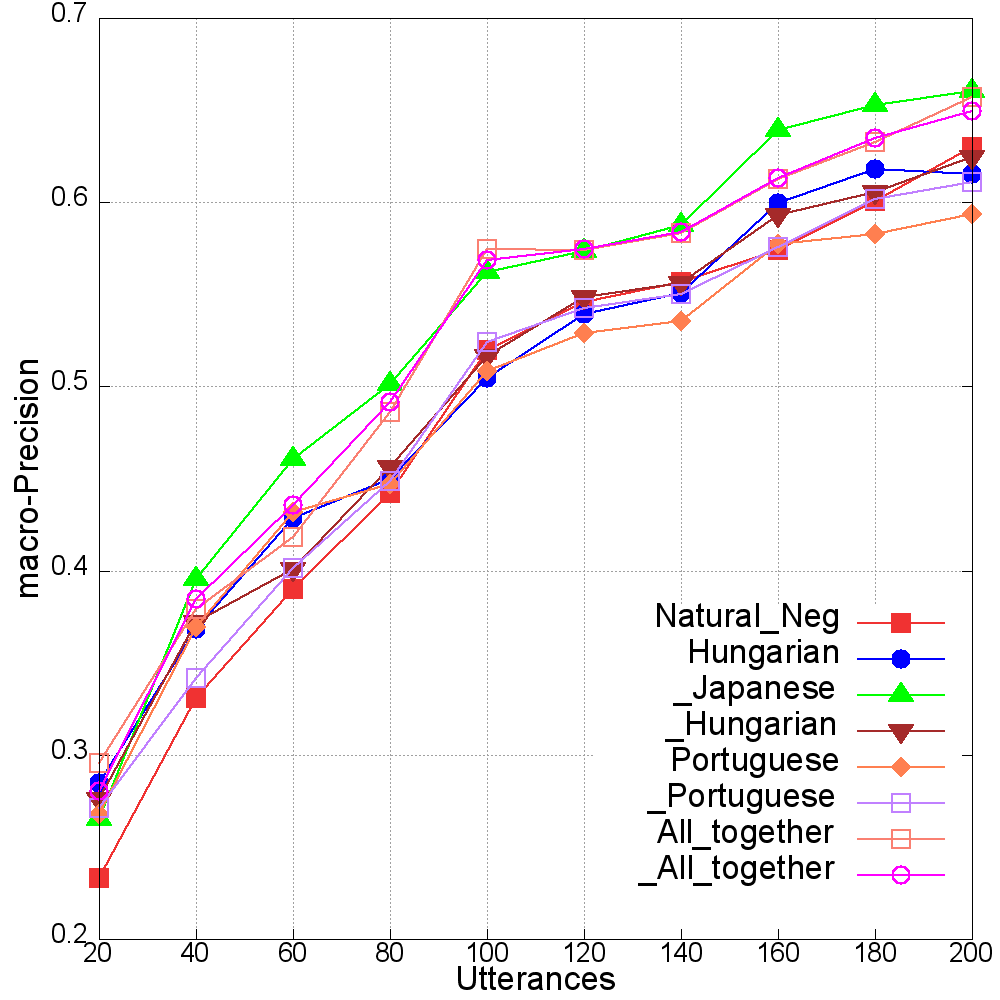 0.7
0.6
0.5
0.4
0.3
0.2
macro-Precision
Natural_Neg
Hungarian
_Japanese
_Hungarian
Portuguese
_Portuguese
All_together
_All_together
20 40 60 80 100 120 140 160 180 200
Utterances